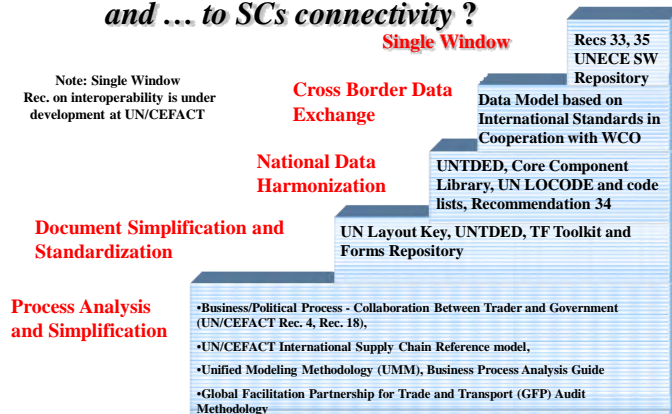 and … to SCs connectivity ?
Single Window
Recs 33, 35
UNECE SW
Repository
Note: Single Window
Rec. on interoperability is under
development at UN/CEFACT
Cross Border Data
Exchange
Data Model based on
International Standards in
Cooperation with WCO
National Data
Harmonization
UNTDED, Core Component
Library, UN LOCODE and code
lists, Recommendation 34
Document Simplification and
Standardization
UN Layout Key, UNTDED, TF Toolkit and
Forms Repository
Process Analysis
and Simplification
•Business/Political Process - Collaboration Between Trader and Government
(UN/CEFACT Rec. 4, Rec. 18),
•UN/CEFACT International Supply Chain Reference model,
•Unified Modeling Methodology (UMM), Business Process Analysis Guide
•Global Facilitation Partnership for Trade and Transport (GFP) Audit
Methodology